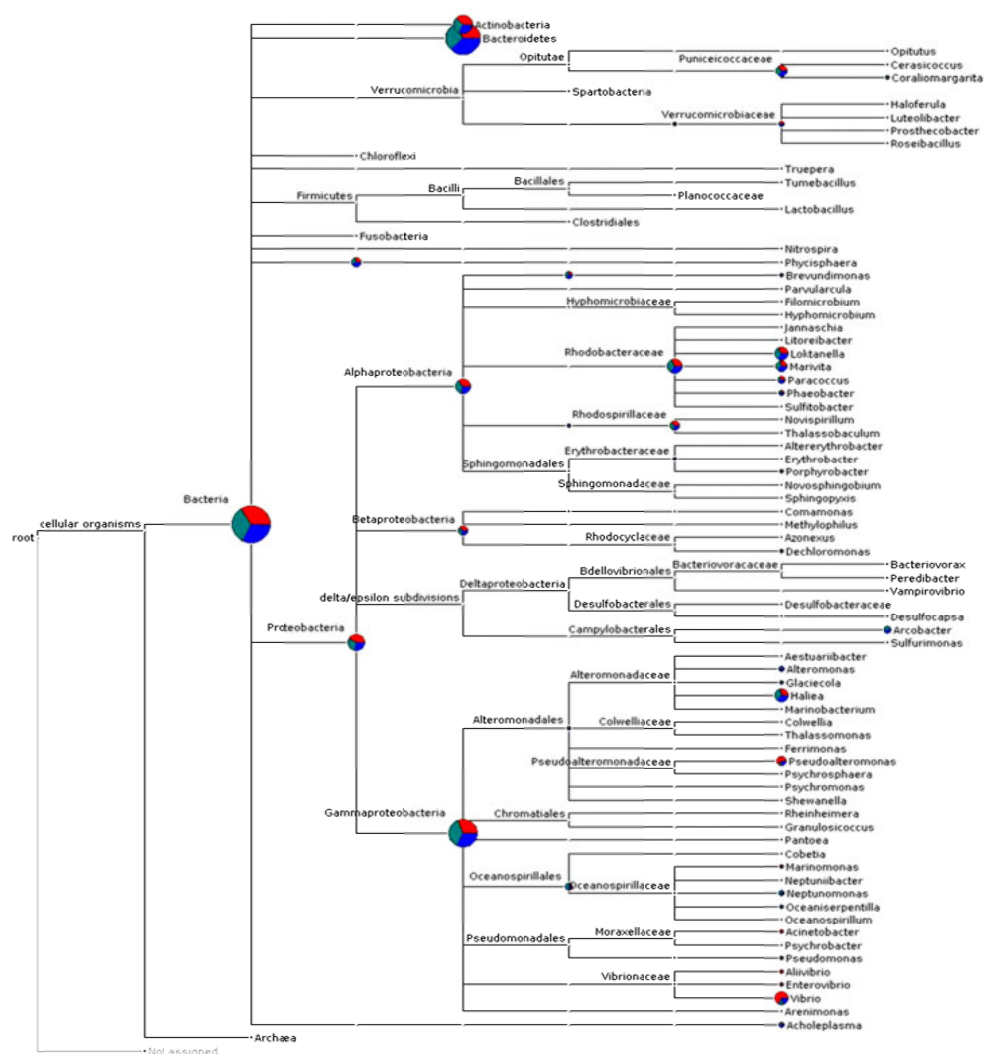 Actinobacteria
Bacteroidetes
Opitutae
Puniceicoccaceae
Opitutus
Cerasicoccus
Coraliomargarita
Verrucomicrobia
Spartobacteria
Verrucomicrobiaceae
Haloferula
Luteolibacter
Prosthecobacter
Roseibacillus
Chloroflexi
Truepera
Firmicutes
Bacilli
Bacillales
Tumebacillus
Planococcaceae
Lactobacillus
Clostridiales
Fusobacteria
Nitrospira
Phycisphaera
Brevundimonas
Parvularcula
Hyphomicrobiaceae
Filomicrobium
Hyphomicrobium
Jannaschia
Litoreibacter
Rhodobacteraceae
Loktanella
Marivita
Alphaproteobacteria
Paracoccus
Phaeobacter
Sulfitobacter
Rhodospirillaceae
Novispirillum
Thalassobaculum
Erythrobacteraceae
Altererythrobacter
Erythrobacter
Sphingomonadales
Porphyrobacter
Sphingomonadaceae
Novosphingobium
Sphingopyxis
Bacteria
Betaproteobacteria
Comamonas
Methylophilus
root
cellular organisms
Rhodocyclaceae
Azonexus
Dechloromonas
Bdellovibrionales
Bacteriovoracaceae
Bacteriovorax
Peredibacter
Deltaproteobacteria
Vampirovibrio
delta/epsilon subdivisions
Desulfobacterales
Desulfobacteraceae
Desulfocapsa
Proteobacteria
Campylobacterales
Arcobacter
Sulfurimonas
Aestuariibacter
Alteromonadaceae
Alteromonas
Glaciecola
Haliea
Marinobacterium
Alteromonadales
Colwelliaceae
Colwellia
Thalassomonas
Ferrimonas
Pseudoalteromonadaceae
Pseudoalteromonas
Psychrosphaera
Psychromonas
Shewanella
Gammaproteobacteria
Chromatiales
Rheinheimera
Granulosicoccus
Pantoea
Cobetia
Marinomonas
Oceanospirillales
Oceanospirillaceae
Neptuniibacter
Neptunomonas
Oceaniserpentilla
Oceanospirillum
Pseudomonadales
Moraxellaceae
Acinetobacter
Psychrobacter
Pseudomonas
Vibrionaceae
Aliivibrio
Enterovibrio
Vibrio
Arenimonas
Acholeplasma
Archaea
Not assigned